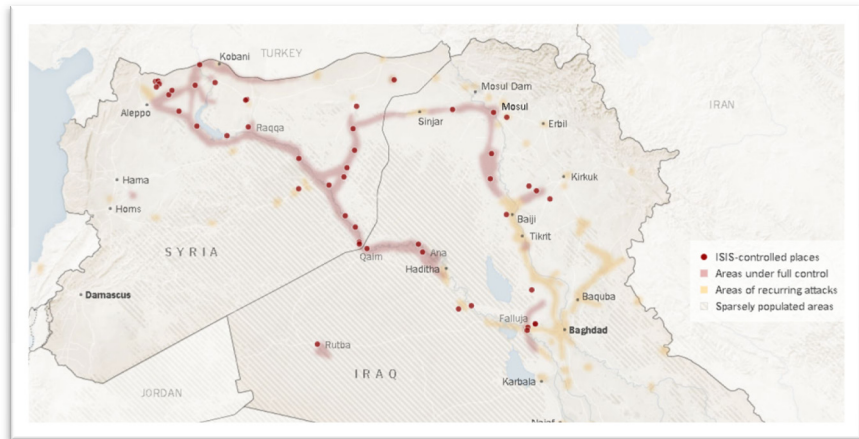 TURKEY
Kobani
Mosul Dam
Mosul
Sinjar
Aleppo
Raqqa
Erbil
IRAN
Hama
Kirkuk
Homs
Baiji
Tikrit
SYRIA
Qaim
Ana
Haditha
Damascus
Baquba
Falluja
Baghdad
Rutba
IRAQ
Karbala
JORDAN
Najaf
ISIS-controlled places
Areas under full control
Areas of recurring attacks
Sparsely populated areas